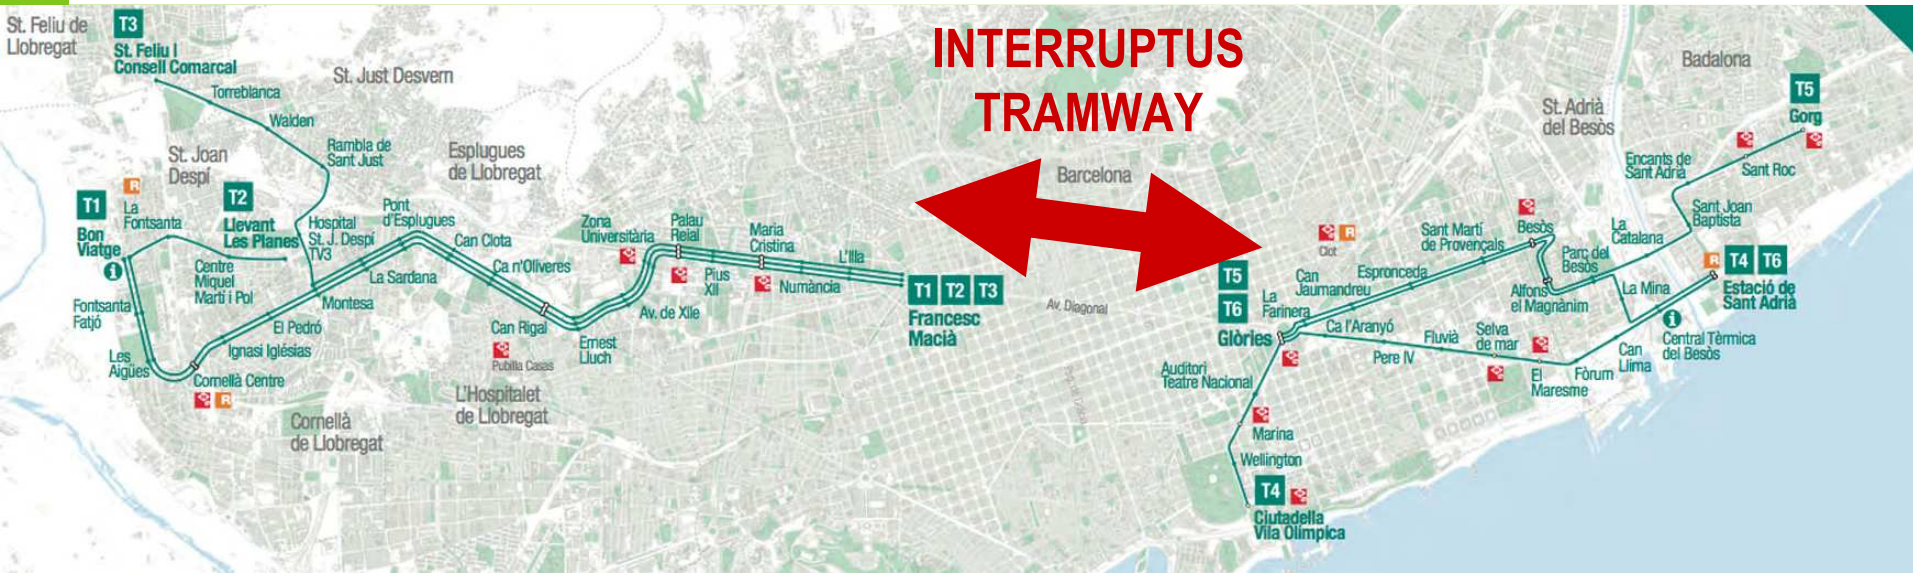 St. Feliu de
Llobregat
T3
St. Feliu |
Consell Comarcal
Torreblanca
Walden
Rambla de
Sant Just
St. Just Desvern
St. Joan
Despí
Esplugues
de Llobregat
T1
Bon
Viatge
i
R
La
Fontsanta
T2
Llevant
Les Planes
Centre
Miquel
Martí i Pol
Hospital
St. J. Despí
TV3
Pont
d'Esplugues
Can Clota
Ca n'Oliveres
La Sardana
Montesa
El Pedró
Ignasi Iglésias
Fontsanta
Fatjó
Les
Aigües
Cornellà Centre
R
Cornellà
de Llobregat
Can Rigal
Pubilla Casas
L'Hospitalet
de Llobregat
Ernest
Lluch
Av. de Xile
Zona
Universitària
Palau
Reial
Pius
XII
Maria
Cristina
Numància
L'Illa
T1 T2 T3
Francesc
Macià
INTERRUPTUS
TRAMWAY
Barcelona
Av. Diagonal
T5
T6
Glòries
La
Farinera
Can
Jaumandreu
Clot
R
Espronceda
Sant Martí
de Provençals
Besòs
Alfons
el Magnànim
Parc del
Besòs
La
Catalana
Sant Joan
Baptista
Encants de
Sant Adrià
Sant Roc
T5
Gorg
Badalona
St. Adrià
del Besòs
R
T4 T6
Estació de
Sant Adrià
La Mina
i
Central Tèrmica
del Besòs
Can
Llima
Fòrum
El
Maresme
Selva
de mar
Fluvià
Pere IV
Ca l'Aranyó
Auditori
Teatre Nacional
Marina
Wellington
T4
Ciutadella
Vila Olímpica